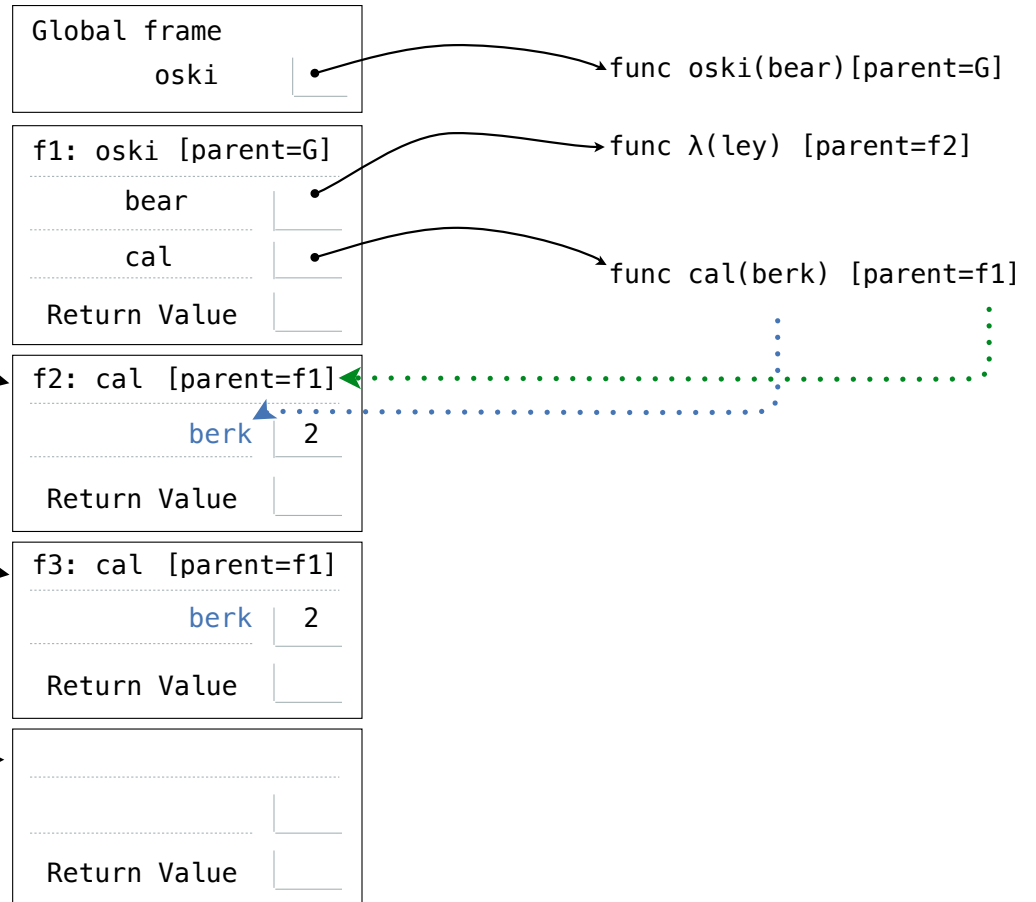 Global frame
oski
func oski(bear)[parent=G]
f1: oski [parent=G]
func λ(ley) [parent=f2]
bear
cal
func cal(berk) [parent=f1]
Return Value
f2: cal [parent=f1]
berk 2
Return Value
f3: cal [parent=f1]
berk 2
Return Value
Return Value